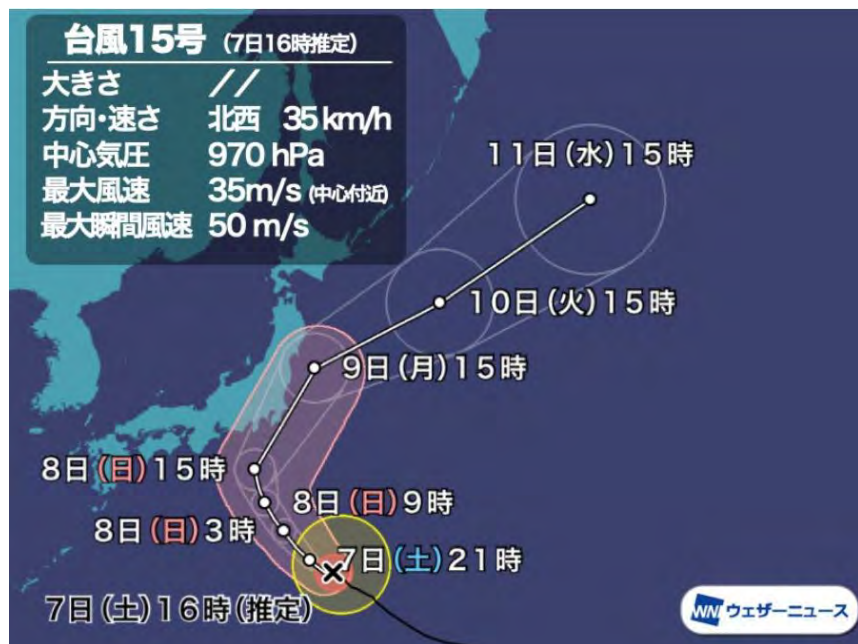 台風15号 (7日16時推定)
大きさ //
方向・速さ 北西 35km/h
中心気圧 970hPa
最大風速 35m/s (中心付近)
最大瞬間風速 50m/s
11日(水)15時
10日(火)15時
9日(月)15時
8日(日)15時
8日(日)9時
8日(日)3時
7日(土)21時
7日(土)16時(推定)
WN ウェザーニュース